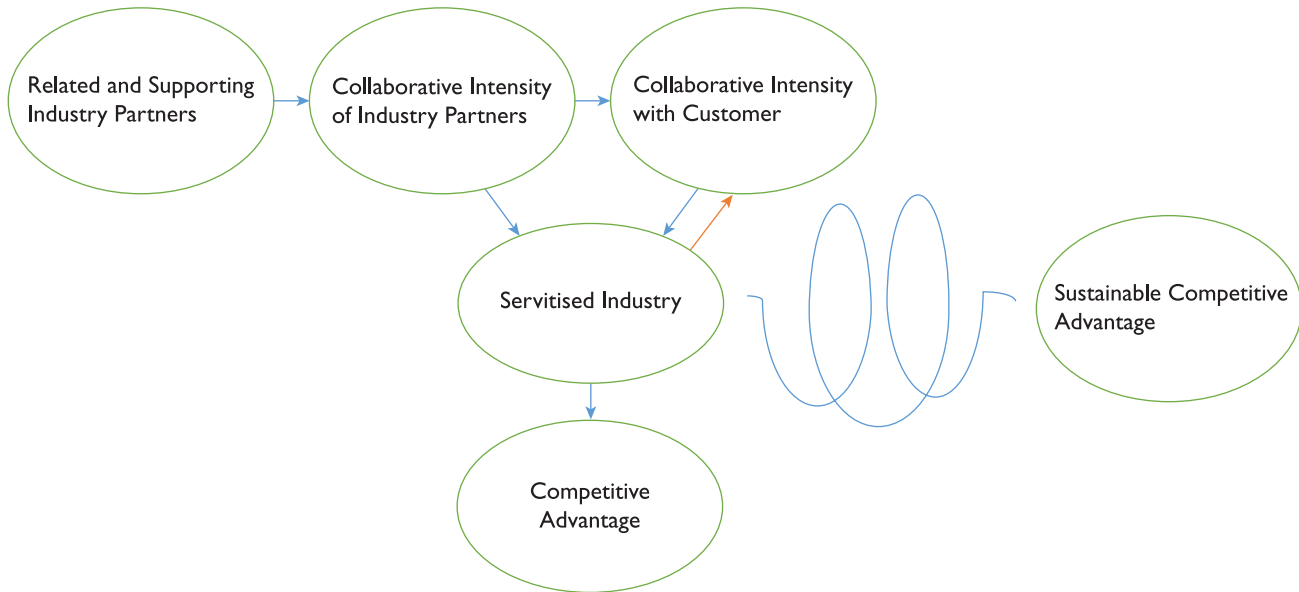 Related and Supporting
Industry Partners
Collaborative Intensity
of Industry Partners
Collaborative Intensity
with Customer
Servitised Industry
Sustainable Competitive
Advantage
Competitive
Advantage